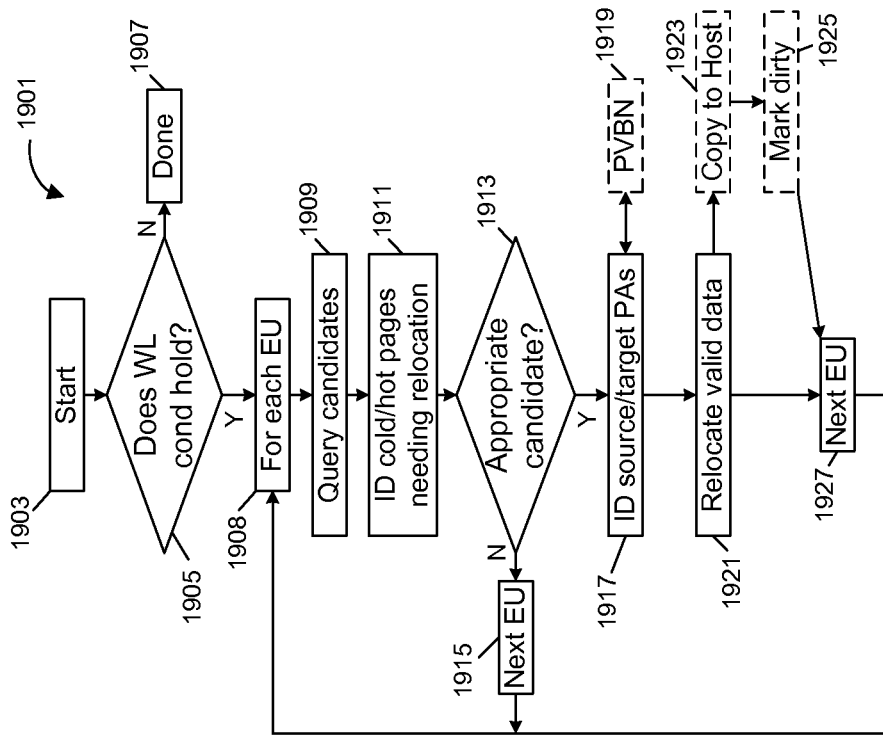 1901
Start
1903
Does WL
cond hold?
1905
N
Done
1907
Y
For each EU
1908
Query candidates
1909
ID cold/hot pages
needing relocation
1911
Appropriate
candidate?
1913
N
Next EU
1915
Y
ID source/target PAs
1917
PVBN
1919
Relocate valid data
1921
Copy to Host
1923
Mark dirty
1925
Next EU
1927